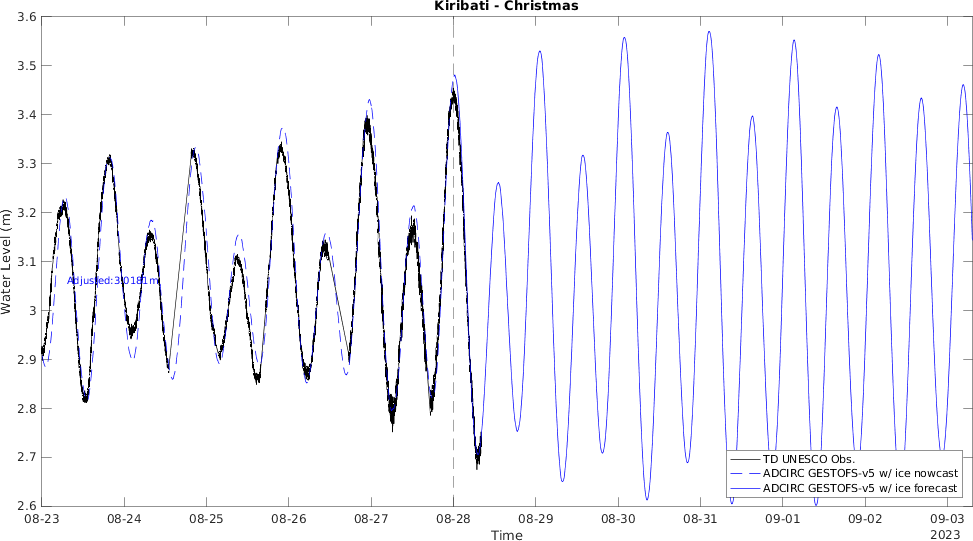 Kiribati - Christmas
3.6
3.5
3.4
3.3
3.2
3.1
3
2.9
2.8
2.7
2.6
Water Level (m)
Adjusted:3.0181m
TD UNESCO Obs.
ADCIRC GESTOFS-v5 w/ ice nowcast
ADCIRC GESTOFS-v5 w/ ice forecast
08-23 08-24 08-25 08-26 08-27 08-28 08-29 08-30 08-31 09-01 09-02 09-03
Time
2023